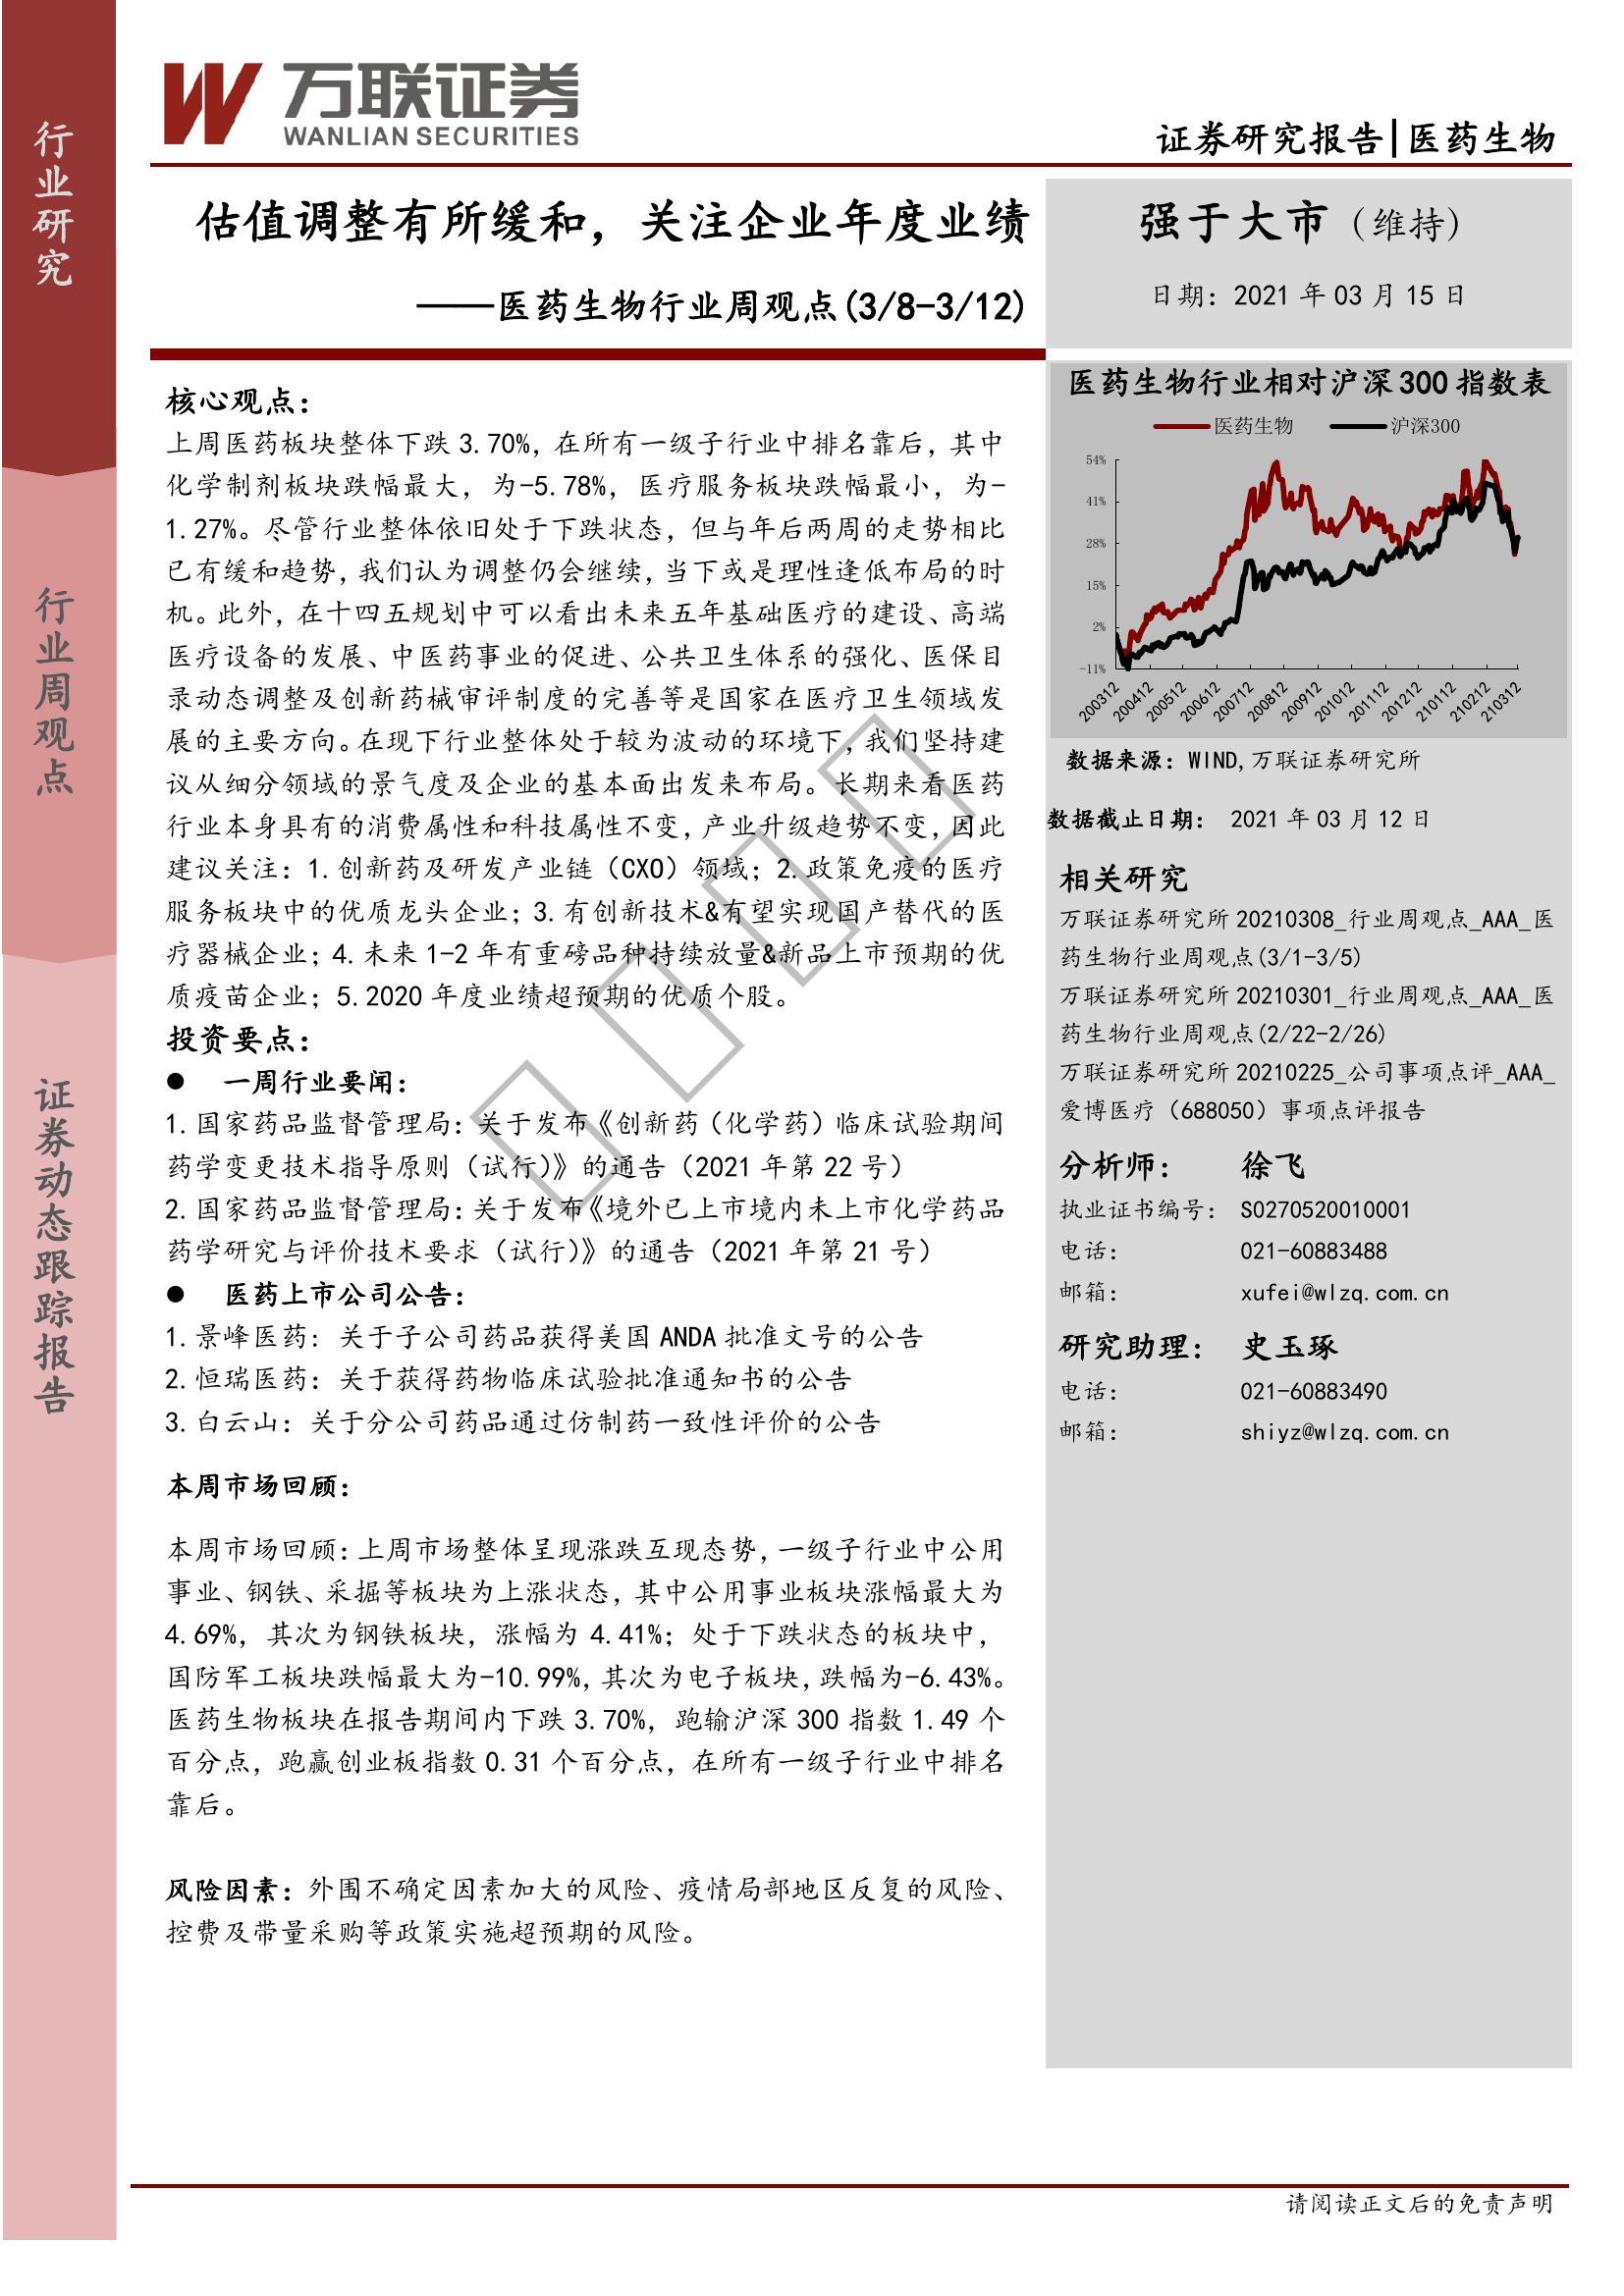 行业研究
行业周观点
证券动态跟踪报告
万联证券
WANLIAN SECURITIES
证券研究报告|医药生物
估值调整有所缓和，关注企业年度业绩
——医药生物行业周观点(3/8-3/12)
强于大市（维持）
日期：2021 年 03 月 15 日
核心观点：
上周医药板块整体下跌 3.70%，在所有一级子行业中排名靠后，其中
化学制剂板块跌幅最大，为-5.78%，医疗服务板块跌幅最小，为-
1.27%。尽管行业整体依旧处于下跌状态，但与年后两周的走势相比
已有缓和趋势，我们认为调整仍会继续，当下或是理性逢低布局的时
机。此外，在十四五规划中可以看出未来五年基础医疗的建设、高端
医疗设备的发展、中医药事业的促进、公共卫生体系的强化、医保目
录动态调整及创新药械审评制度的完善等是国家在医疗卫生领域发
展的主要方向。在现下行业整体处于较为波动的环境下，我们坚持建
议从细分领域的景气度及企业的基本面出发来布局。长期来看医药
行业本身具有的消费属性和科技属性不变，产业升级趋势不变，因此
建议关注：1.创新药及研发产业链（CXO）领域；2.政策免疫的医疗
服务板块中的优质龙头企业；3.有创新技术&有望实现国产替代的医
疗器械企业；4.未来 1-2 年有重磅品种持续放量&新品上市预期的优
质疫苗企业；5.2020 年度业绩超预期的优质个股。
投资要点：
● 一周行业要闻：
1.国家药品监督管理局：关于发布《创新药（化学药）临床试验期间
药学变更技术指导原则（试行）》的通告（2021 年第 22 号）
2.国家药品监督管理局：关于发布《境外已上市境内未上市化学药品
药学研究与评价技术要求（试行）》的通告（2021 年第 21 号）
● 医药上市公司公告：
1.景峰医药：关于子公司药品获得美国 ANDA 批准文号的公告
2.恒瑞医药：关于获得药物临床试验批准通知书的公告
3.白云山：关于分公司药品通过仿制药一致性评价的公告
本周市场回顾：
本周市场回顾：上周市场整体呈现涨跌互现态势，一级子行业中公用
事业、钢铁、采掘等板块为上涨状态，其中公用事业板块涨幅最大为
4.69%，其次为钢铁板块，涨幅为 4.41%；处于下跌状态的板块中，
国防军工板块跌幅最大为-10.99%，其次为电子板块，跌幅为-6.43%。
医药生物板块在报告期间内下跌 3.70%，跑输沪深 300 指数 1.49 个
百分点，跑赢创业板指数 0.31 个百分点，在所有一级子行业中排名
靠后。
风险因素：外围不确定因素加大的风险、疫情局部地区反复的风险、
控费及带量采购等政策实施超预期的风险。
医药生物行业相对沪深 300 指数表
医药生物 沪深300
54%
41%
28%
15%
2%
-11%
200312 200412 200512 200612 200712 200812 200912 201012 201112 201212 210112 210212 210312
数据来源：WIND,万联证券研究所
数据截止日期： 2021 年 03 月 12 日
相关研究
万联证券研究所 20210308_行业周观点_AAA_医
药生物行业周观点(3/1-3/5)
万联证券研究所 20210301_行业周观点_AAA_医
药生物行业周观点(2/22-2/26)
万联证券研究所 20210225_公司事项点评_AAA_
爱博医疗（688050）事项点评报告
分析师： 徐飞
执业证书编号： S0270520010001
电话： 021-60883488
邮箱： xufei@wlzq.com.cn
研究助理： 史玉琢
电话： 021-60883490
邮箱： shiyz@wlzq.com.cn
请阅读正文后的免责声明